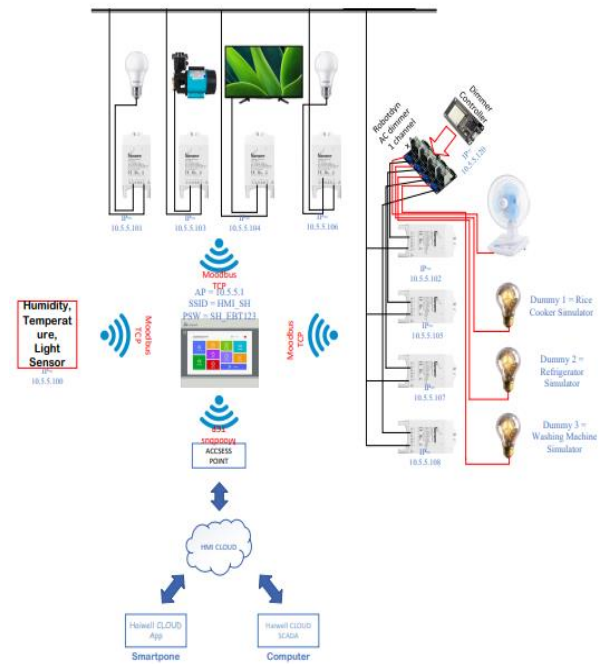 Robotdyn
AC dimmer
1 channel
Dimmer
Controller
IP=
10.5.5.120
IP=
10.5.5.101
IP=
10.5.5.103
IP=
10.5.5.104
IP=
10.5.5.106
IP=
10.5.5.102
Moodbus
TCP
AP = 10.5.5.1
SSID = HMI_SH
PSW = SH_EBT123
Humidity,
Temperat
ure,
Light
Sensor
IP=
10.5.5.100
Moodbus
TCP
Moodbus
TCP
Dummy 1 = Rice
Cooker Simulator
IP=
10.5.5.105
Dummy 2 =
Refrigerator
Simulator
IP=
10.5.5.107
Dummy 3 =
Washing Machine
Simulator
IP=
10.5.5.108
Moodbus
TCP
ACCSESS
POINT
HMI CLOUD
Haiwell CLOUD
App
Smartpone
Haiwell CLOUD
SCADA
Computer